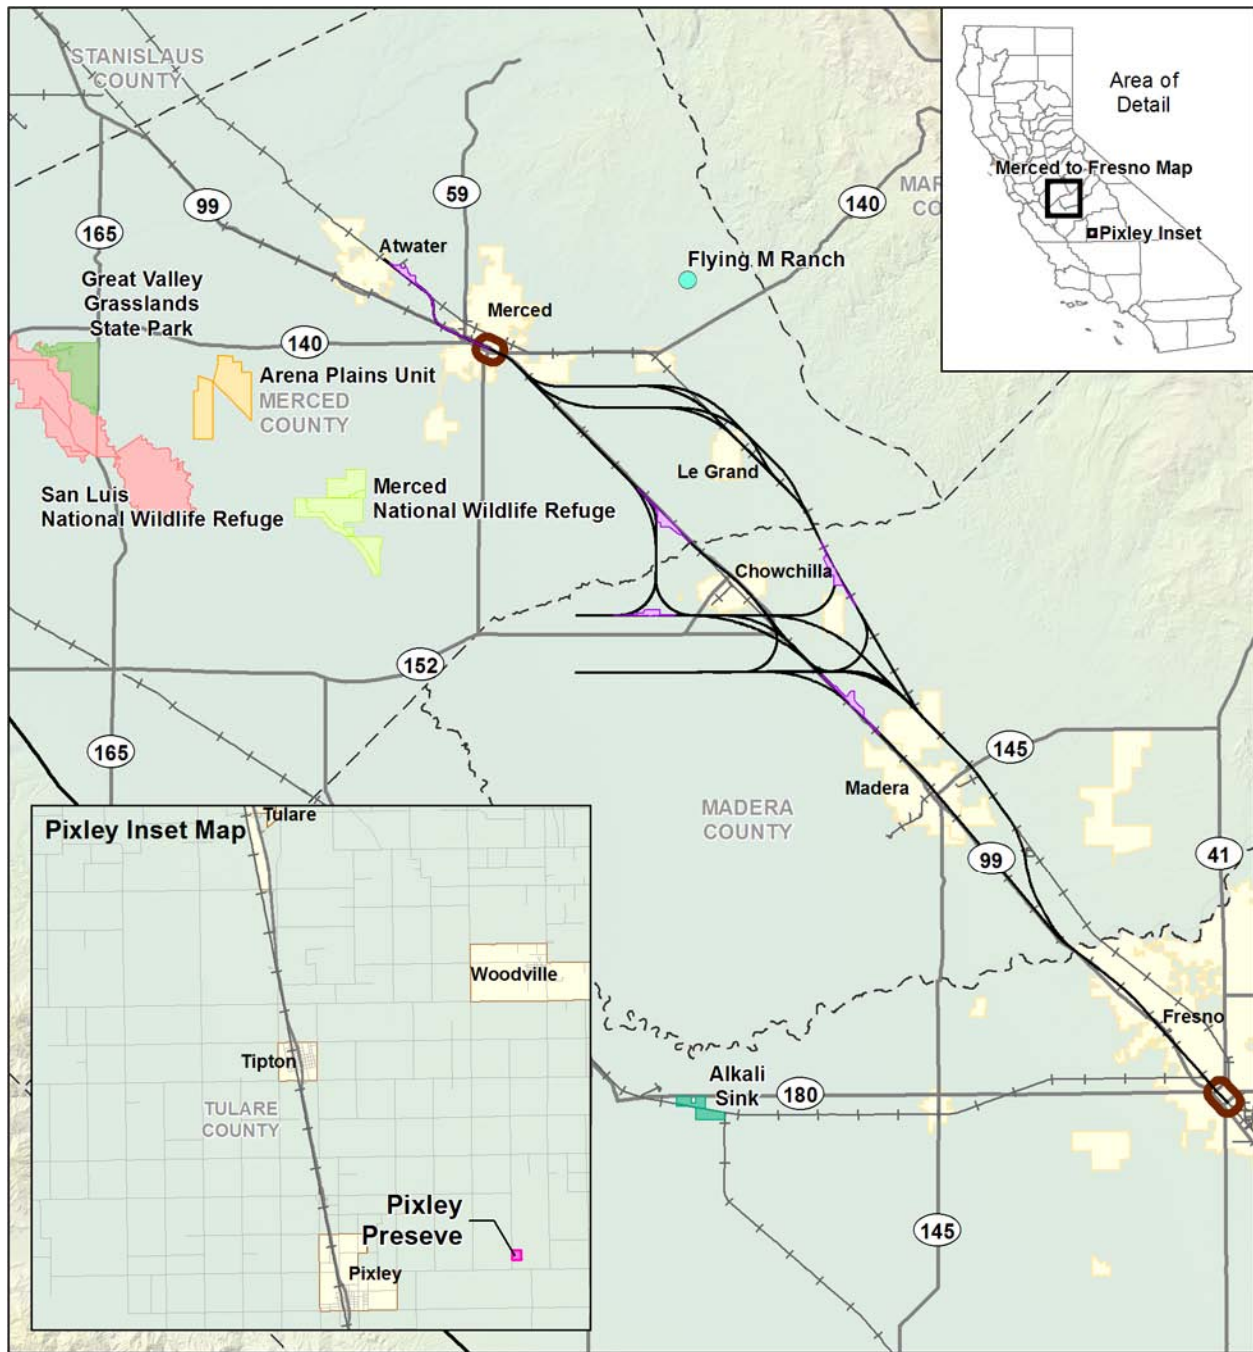 STANISLAUS
COUNTY
Area of
Detail
Merced to Fresno Map
Pixley Inset
59
140
99
165
Atwater
Flying M Ranch
Great Valley
Grasslands
State Park
Merced
140
Arena Plains Unit
MERCED
COUNTY
Le Grand
Merced
National Wildlife Refuge
San Luis
National Wildlife Refuge
Chowchilla
152
165
145
Madera
MADERA
COUNTY
99
41
Pixley Inset Map
Tulare
Woodville
Tipton
TULARE
COUNTY
Pixley
Preseve
Pixley
Fresno
Alkali
Sink
180
145